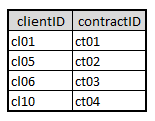 clientID contractID
cl01 ct01
cl05 ct02
cl06 ct03
cl10 ct04